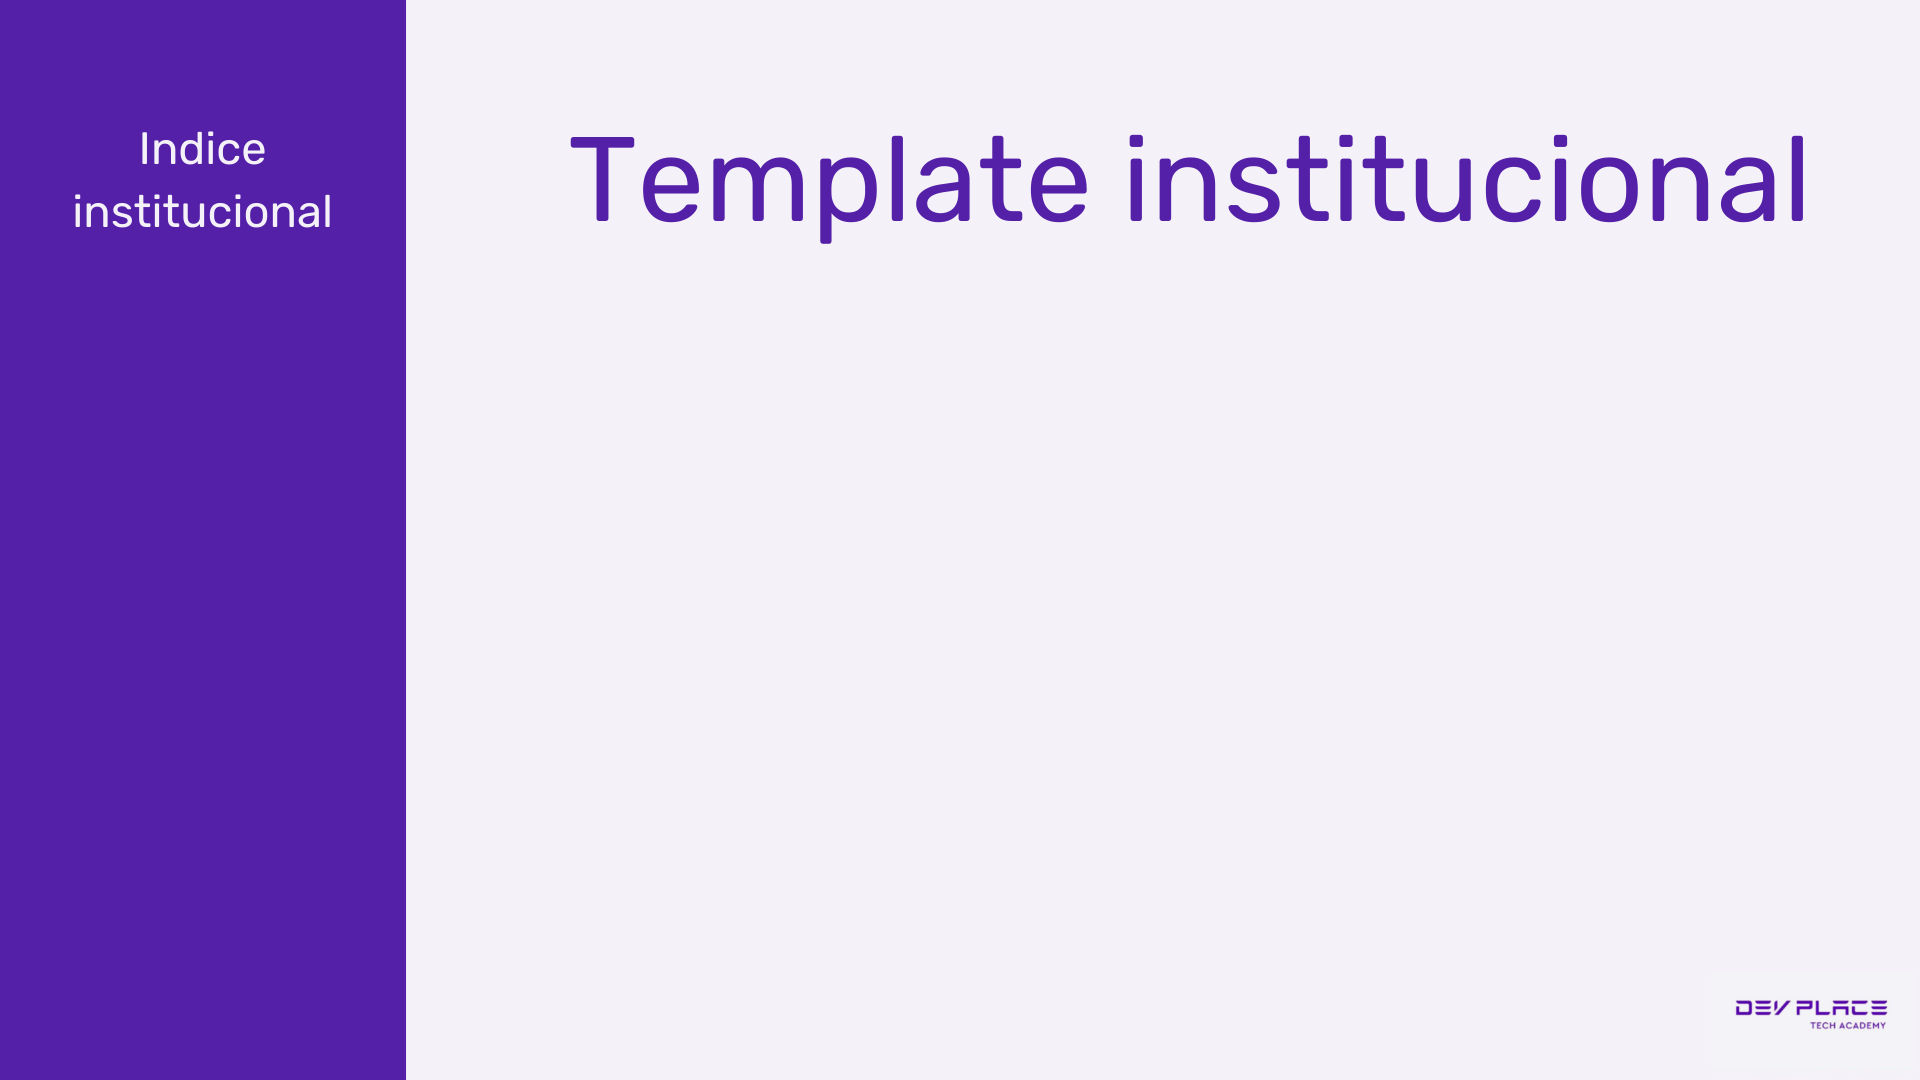 Indice
institucional
Template institucional
DEV PLACE
TECH ACADEMY